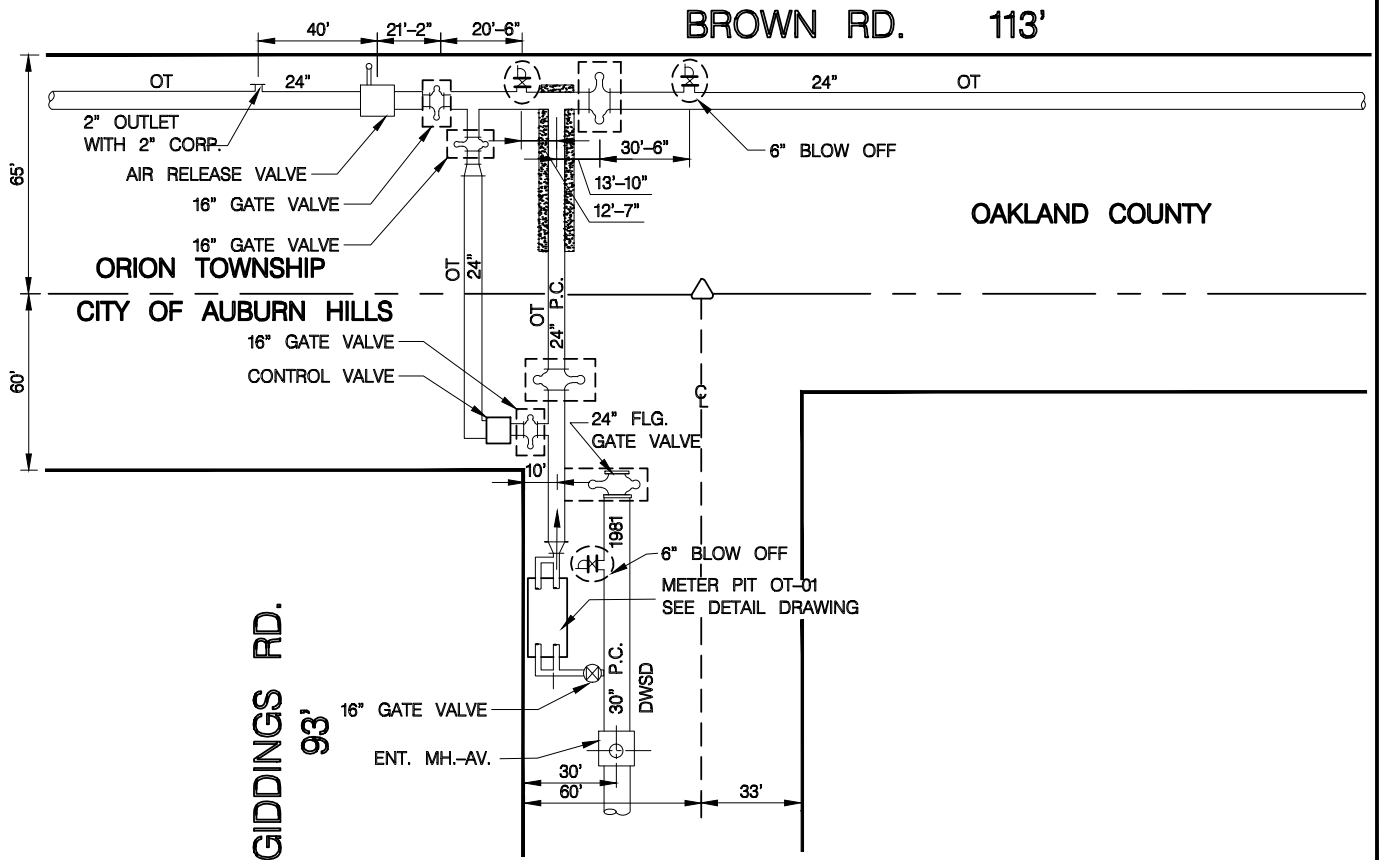 BROWN RD. 113'
40'
21'-2"
20'-6"
OT
24"
24"
OT
2" OUTLET
WITH 2" CORP.
AIR RELEASE VALVE
16" GATE VALVE
16" GATE VALVE
30'-6"
6" BLOW OFF
13'-10"
12'-7"
65'
OAKLAND COUNTY
ORION TOWNSHIP
CITY OF AUBURN HILLS
OT
24"
OT
24" P.C.
16" GATE VALVE
CONTROL VALVE
60'
CL
24" FLG.
GATE VALVE
10'
1981
6" BLOW OFF
METER PIT OT-01
SEE DETAIL DRAWING
30" P.C.
DWSD
16" GATE VALVE
ENT. MH.-AV.
GIDDINGS RD.
93'
30'
60'
33'